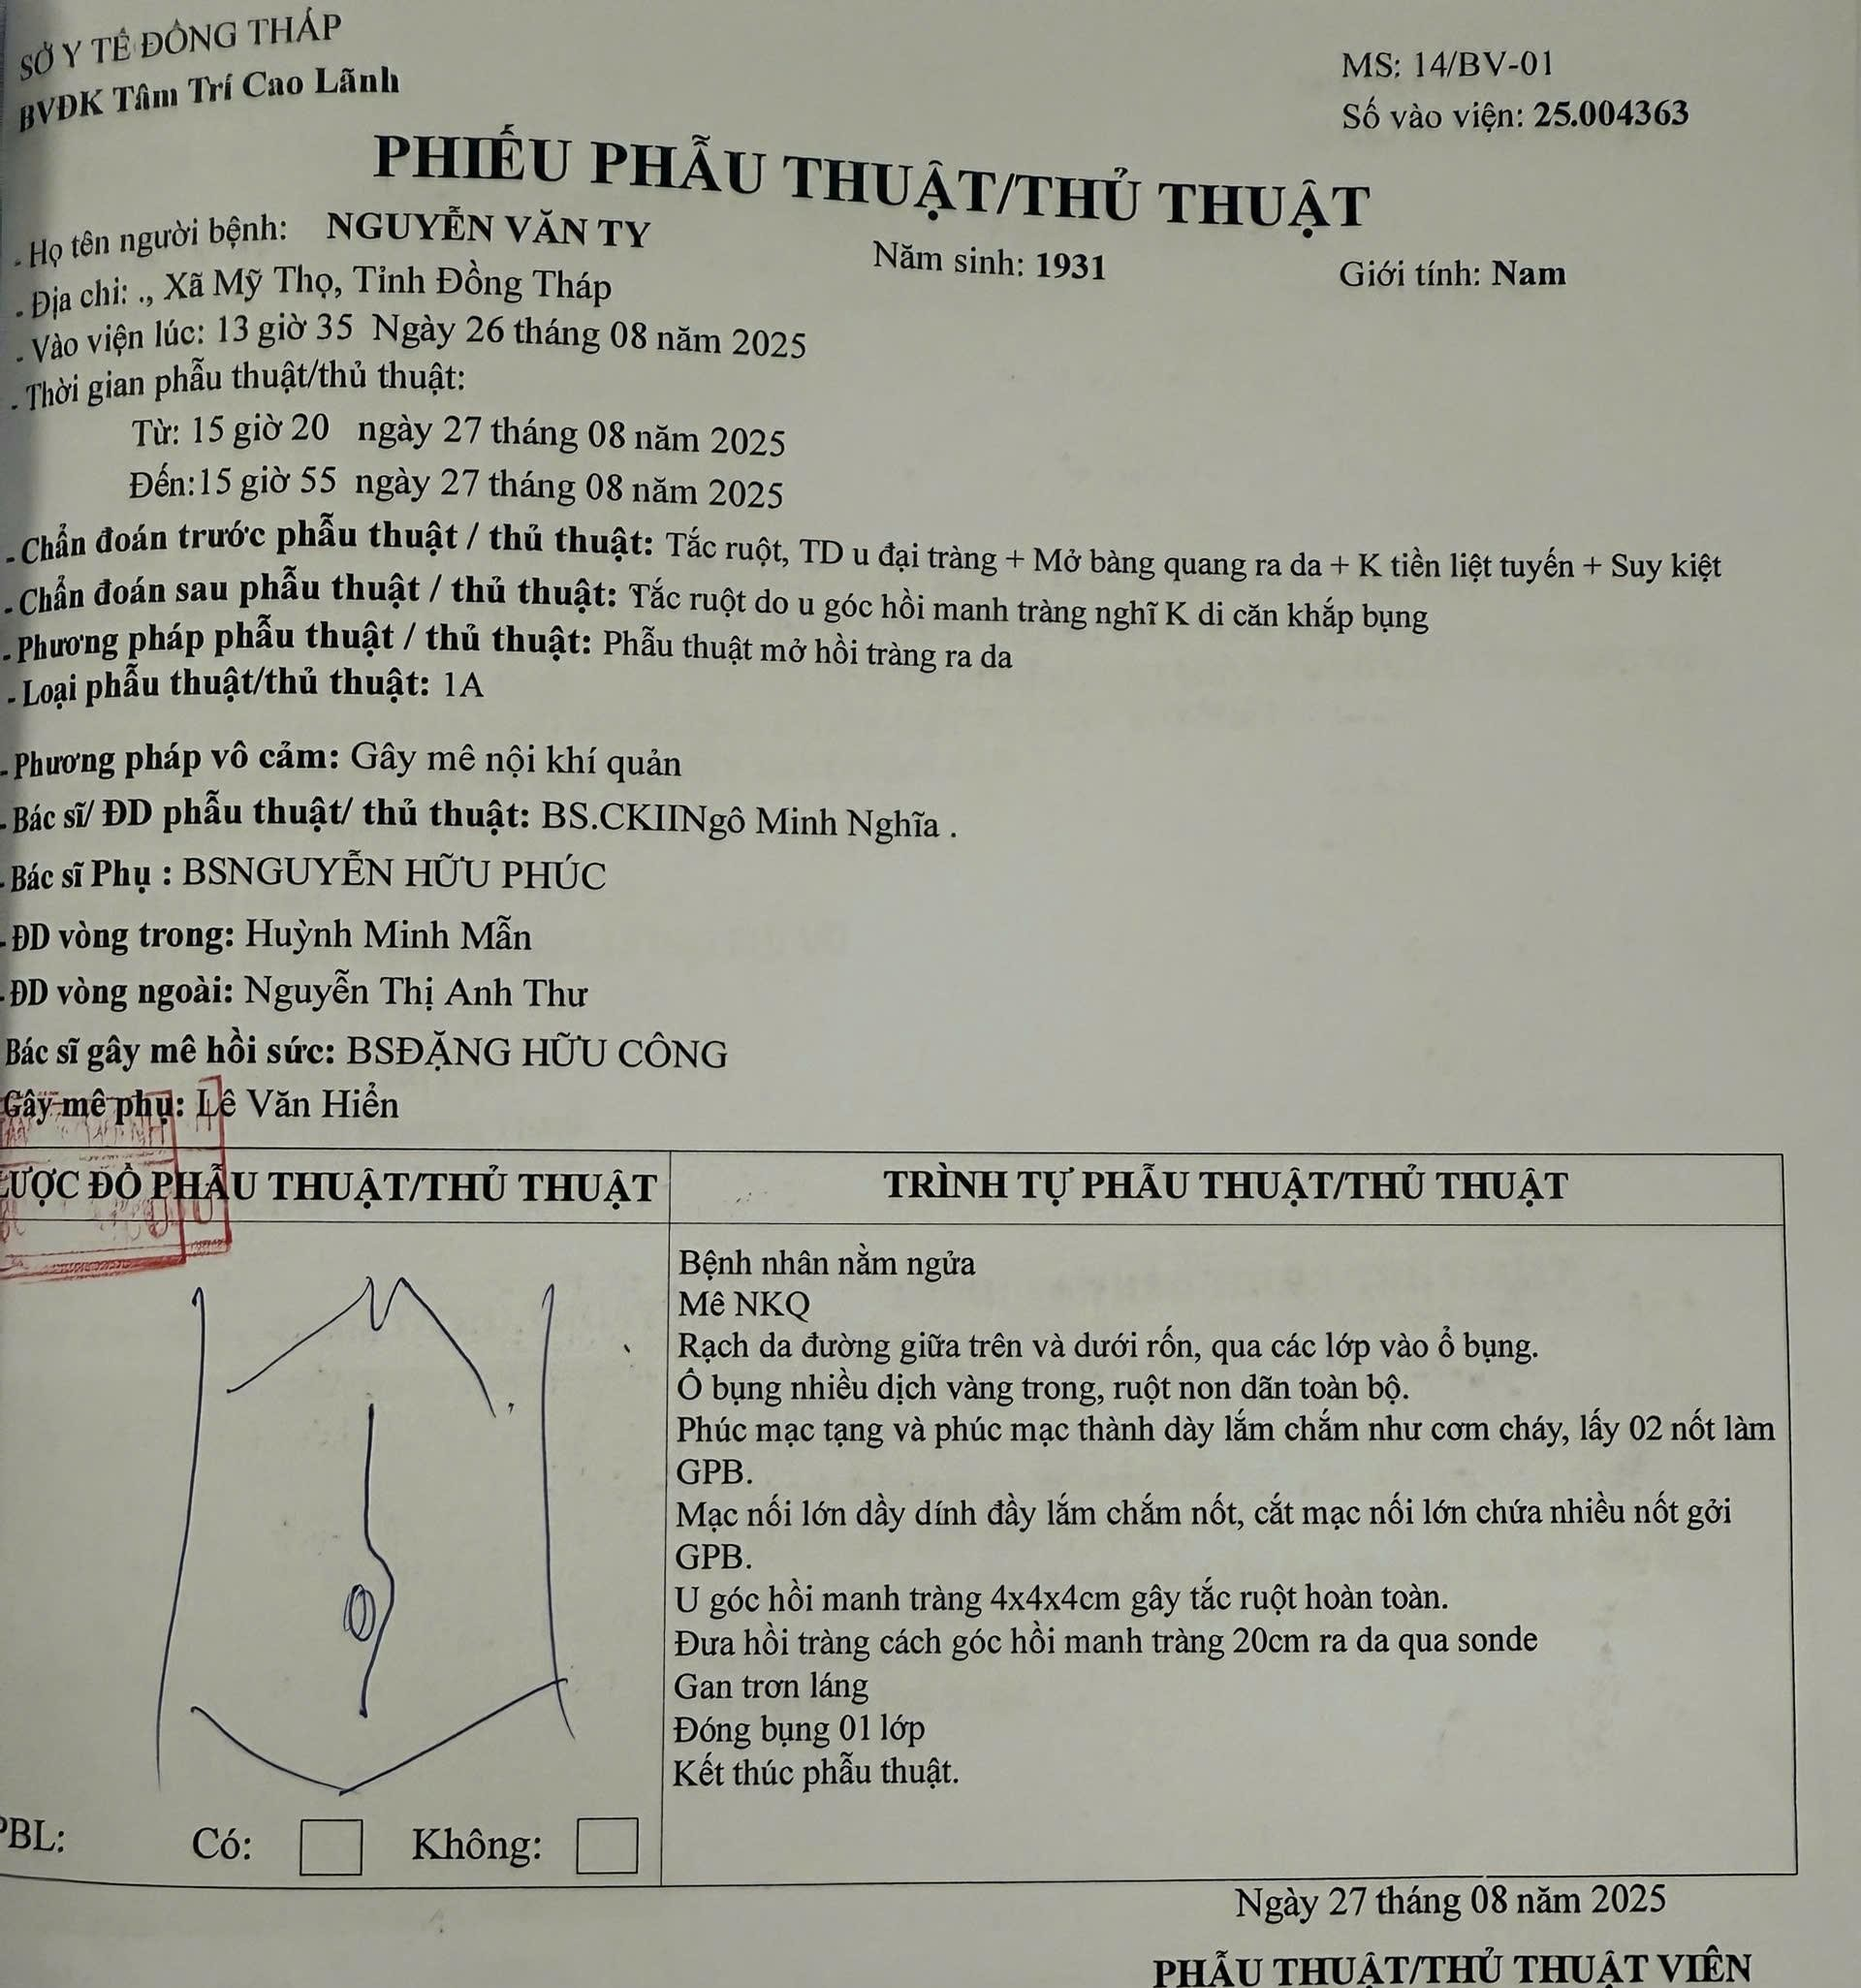 SỞ Y TẾ ĐỒNG THÁP
BVĐK Tâm Trí Cao Lãnh
MS: 14/BV-01
Số vào viện: 25.004363
PHIẾU PHẪU THUẬT/THỦ THUẬT
- Họ tên người bệnh: NGUYỄN VĂN TY Năm sinh: 1931 Giới tính: Nam
- Địa chỉ: ., Xã Mỹ Thọ, Tỉnh Đồng Tháp
- Vào viện lúc: 13 giờ 35 Ngày 26 tháng 08 năm 2025
- Thời gian phẫu thuật/thủ thuật:
Từ: 15 giờ 20 ngày 27 tháng 08 năm 2025
Đến:15 giờ 55 ngày 27 tháng 08 năm 2025
- Chẩn đoán trước phẫu thuật / thủ thuật: Tắc ruột, TD u đại tràng + Mở bàng quang ra da + K tiền liệt tuyến + Suy kiệt
- Chẩn đoán sau phẫu thuật / thủ thuật: Tắc ruột do u góc hồi manh tràng nghĩ K di căn khắp bụng
- Phương pháp phẫu thuật / thủ thuật: Phẫu thuật mở hồi tràng ra da
- Loại phẫu thuật/thủ thuật: 1A
- Phương pháp vô cảm: Gây mê nội khí quản
- Bác sĩ/ ĐD phẫu thuật/ thủ thuật: BS.CKIINgô Minh Nghĩa .
- Bác sĩ Phụ : BSNGUYỄN HỮU PHÚC
- ĐD vòng trong: Huỳnh Minh Mẫn
- ĐD vòng ngoài: Nguyễn Thị Anh Thư
Bác sĩ gây mê hồi sức: BSĐẶNG HỮU CÔNG
Gây mê phụ: Lê Văn Hiển
LƯỢC ĐỒ PHẪU THUẬT/THỦ THUẬT
TRÌNH TỰ PHẪU THUẬT/THỦ THUẬT
Bệnh nhân nằm ngửa
Mê NKQ
Rạch da đường giữa trên và dưới rốn, qua các lớp vào ổ bụng.
Ổ bụng nhiều dịch vàng trong, ruột non dãn toàn bộ.
Phúc mạc tạng và phúc mạc thành dày lắm chắm như cơm cháy, lấy 02 nốt làm
GPB.
Mạc nối lớn dầy dính đầy lắm chắm nốt, cắt mạc nối lớn chứa nhiều nốt gởi
GPB.
U góc hồi manh tràng 4x4x4cm gây tắc ruột hoàn toàn.
Đưa hồi tràng cách góc hồi manh tràng 20cm ra da qua sonde
Gan trơn láng
Đóng bụng 01 lớp
Kết thúc phẫu thuật.
PBL: Có: Không:
Ngày 27 tháng 08 năm 2025
PHẪU THUẬT/THỦ THUẬT VIÊN